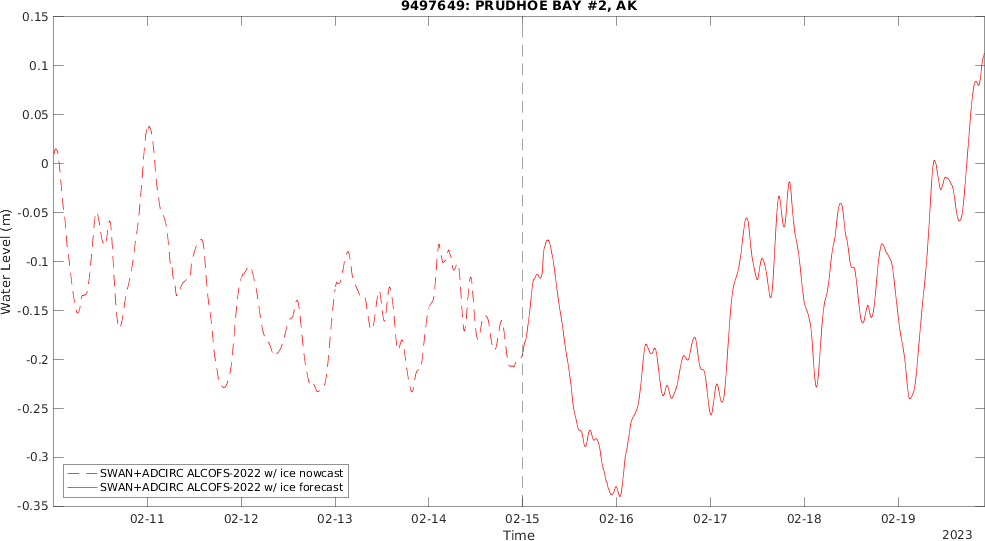 9497649: PRUDHOE BAY #2, AK
0.15
0.1
0.05
0
-0.05
-0.1
-0.15
-0.2
-0.25
-0.3
-0.35
Water Level (m)
SWAN+ADCIRC ALCOFS-2022 w/ ice nowcast
SWAN+ADCIRC ALCOFS-2022 w/ ice forecast
02-11 02-12 02-13 02-14 02-15 02-16 02-17 02-18 02-19
Time
2023